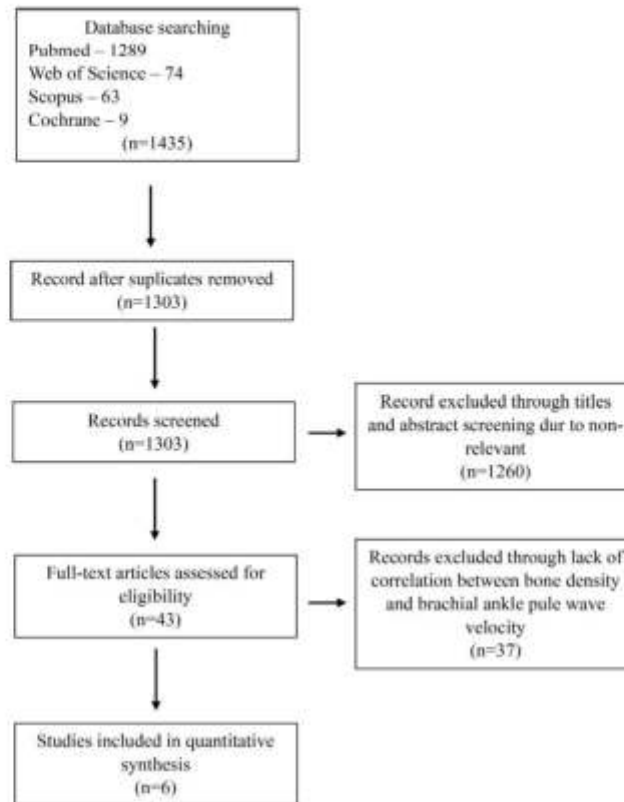 Database searching
Pubmed – 1289
Web of Science – 74
Scopus – 63
Cochrane – 9
(n=1435)
Record after suplicates removed
(n=1303)
Records screened
(n=1303)
Record excluded through titles
and abstract screening dur to non-
relevant
(n=1260)
Full-text articles assessed for
eligibility
(n=43)
Records excluded through lack of
correlation between bone density
and brachial ankle pule wave
velocity
(n=37)
Studies included in quantitative
synthesis
(n=6)